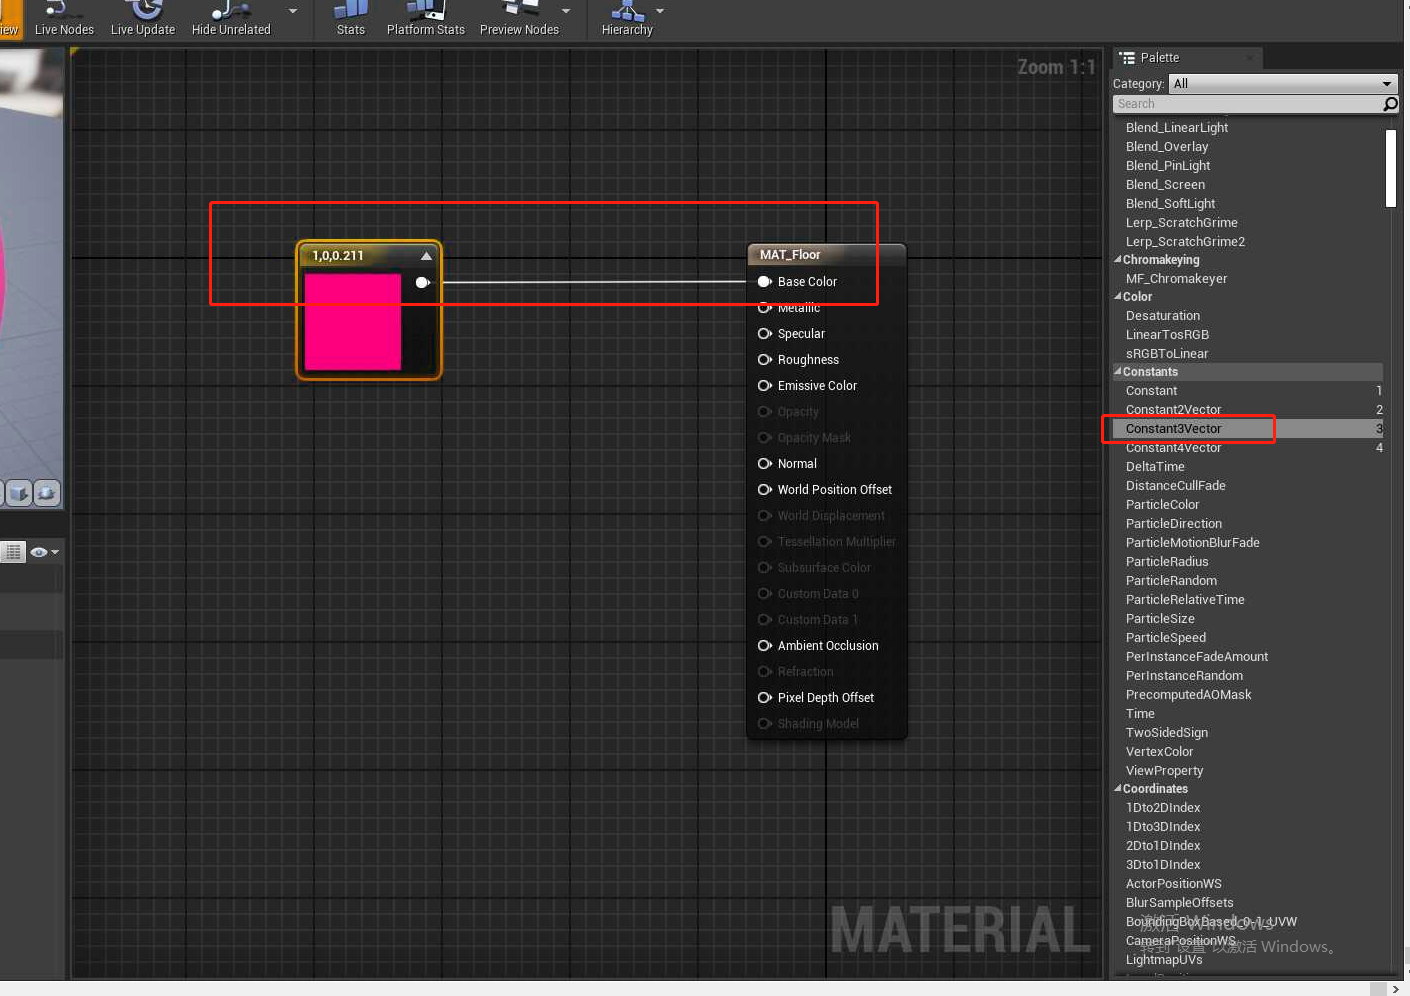 iew
Live Nodes
Live Update
Hide Unrelated
Stats
Platform Stats
Preview Nodes
Hierarchy
Zoom 1:1
1,0,0.211
MAT_Floor
Base Color
Metallic
Specular
Roughness
Emissive Color
Opacity
Opacity Mask
Normal
World Position Offset
World Displacement
Tessellation Multiplier
Subsurface Color
Custom Data 0
Custom Data 1
Ambient Occlusion
Refraction
Pixel Depth Offset
Shading Model
MATERIAL
Palette
Category: All
Search
Blend_LinearLight
Blend_Overlay
Blend_PinLight
Blend_Screen
Blend_SoftLight
Lerp_ScratchGrime
Lerp_ScratchGrime2
Chromakeying
MF_Chromakeyer
Color
Desaturation
LinearTosRGB
sRGBToLinear
Constants
Constant 1
Constant2Vector 2
Constant3Vector 3
Constant4Vector 4
DeltaTime
DistanceCullFade
ParticleColor
ParticleDirection
ParticleMotionBlurFade
ParticleRadius
ParticleRandom
ParticleRelativeTime
ParticleSize
ParticleSpeed
PerInstanceFadeAmount
PerInstanceRandom
PrecomputedAOMask
Time
TwoSidedSign
VertexColor
ViewProperty
Coordinates
1Dto2DIndex
1Dto3DIndex
2Dto1DIndex
3Dto1DIndex
ActorPositionWS
BlurSampleOffsets
BoundingBoxBased_0-1_UVW
CameraPositionWS
LightmapUVs
激活 Windows
转到"设置"以激活 Windows。